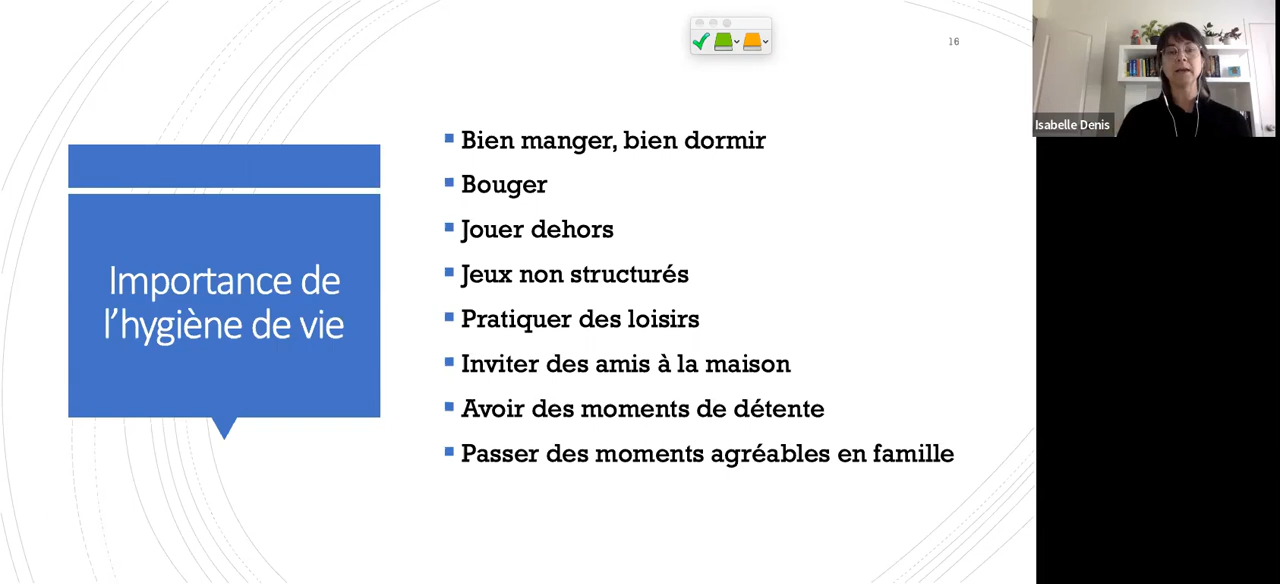 16
Importance de
l’hygiène de vie
Bien manger, bien dormir
Bouger
Jouer dehors
Jeux non structurés
Pratiquer des loisirs
Inviter des amis à la maison
Avoir des moments de détente
Passer des moments agréables en famille
Isabelle Denis